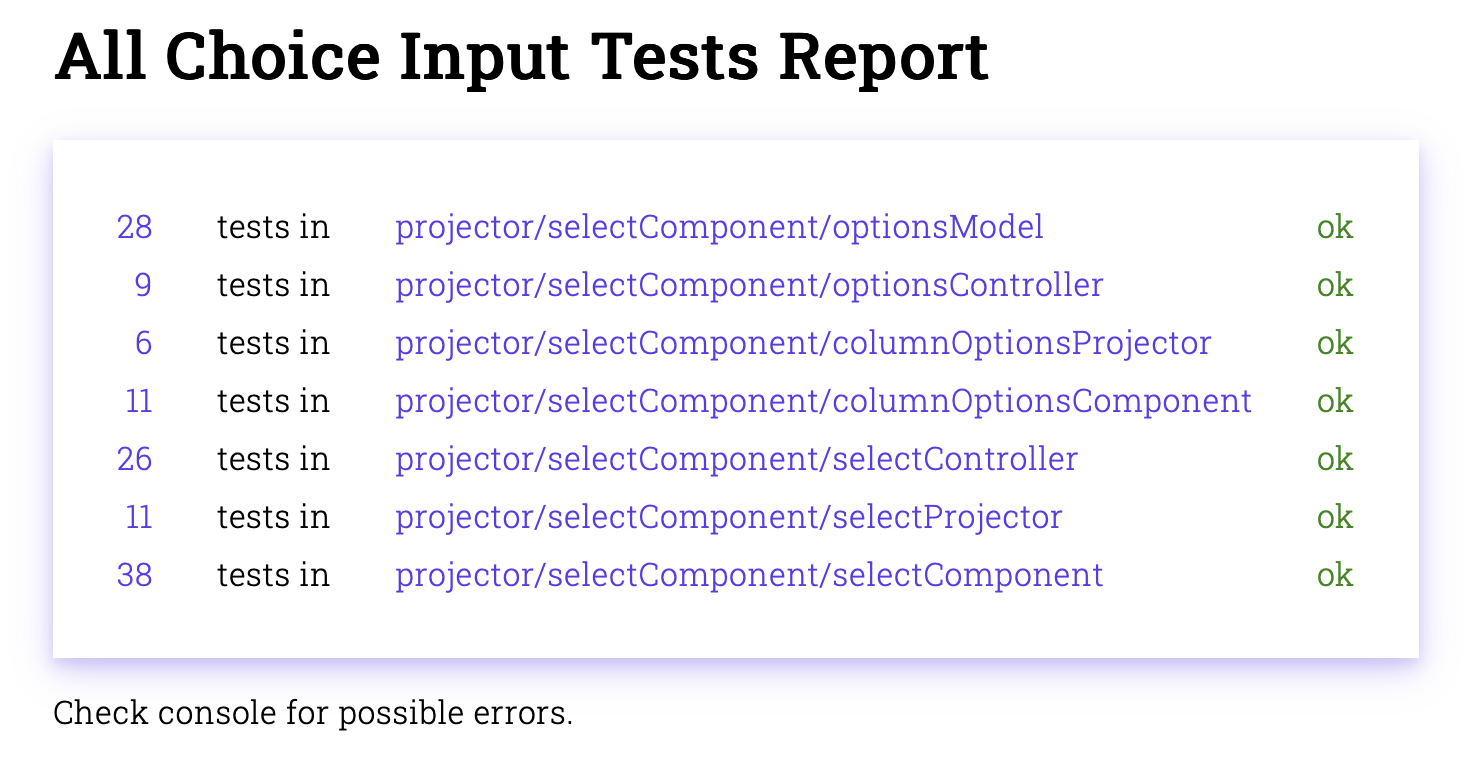 All Choice Input Tests Report
28 tests in projector/selectComponent/optionsModel ok
9 tests in projector/selectComponent/optionsController ok
6 tests in projector/selectComponent/columnOptionsProjector ok
11 tests in projector/selectComponent/columnOptionsComponent ok
26 tests in projector/selectComponent/selectController ok
11 tests in projector/selectComponent/selectProjector ok
38 tests in projector/selectComponent/selectComponent ok
Check console for possible errors.